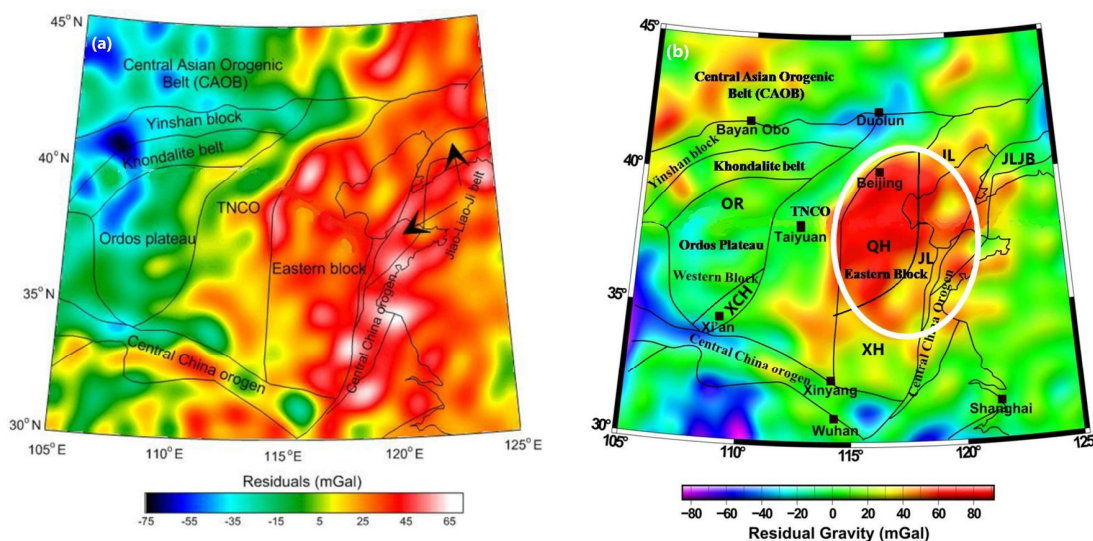 (a)
45°N
40°N
35°N
30°N
105°E
110°E
115°E
120°E
125°E
Central Asian Orogenic
Belt (CAOB)
Yinshan block
Khondalite belt
TNCO
Ordos plateau
Eastern block
Jiao-Liao-Ji belt
Central China orogen
Central China orogen
Residuals (mGal)
-75 -55 -35 -15 5 25 45 65
(b)
45°
40°
35°
30°
105°
110°
115°
120°
125
Central Asian Orogenic
Belt (CAOB)
Bayan Obo
Duolun
Yinshan block
Khondalite belt
JL
JLJB
Beijing
OR
TNCO
Taiyuan
Ordos Plateau
QH
JL
Eastern Block
Western Block
XCH
Xi'an
Central China Orogen
XH
Central China orogen
Xinyang
Shanghai
Wuhan
−80 −60 −40 −20 0 20 40 60 80
Residual Gravity (mGal)